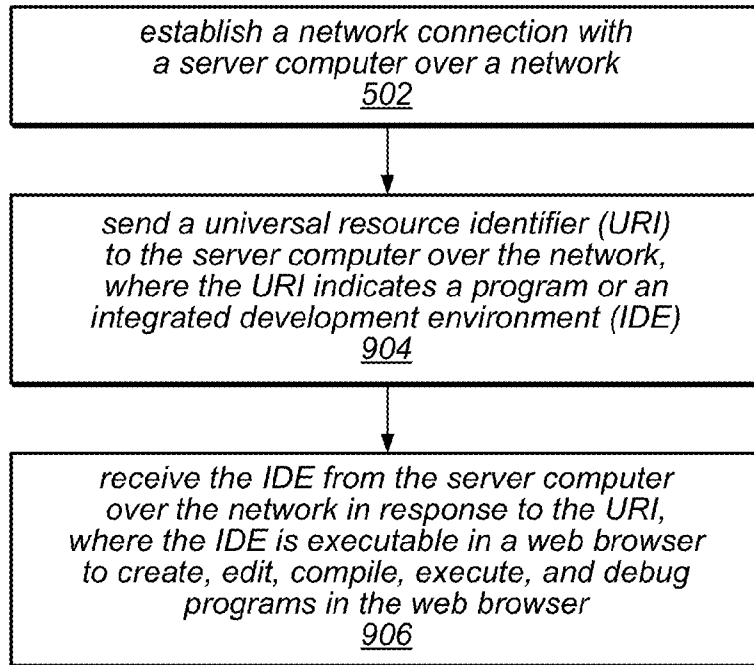 establish a network connection with
a server computer over a network
502
send a universal resource identifier (URI)
to the server computer over the network,
where the URI indicates a program or an
integrated development environment (IDE)
904
receive the IDE from the server computer
over the network in response to the URI,
where the IDE is executable in a web browser
to create, edit, compile, execute, and debug
programs in the web browser
906